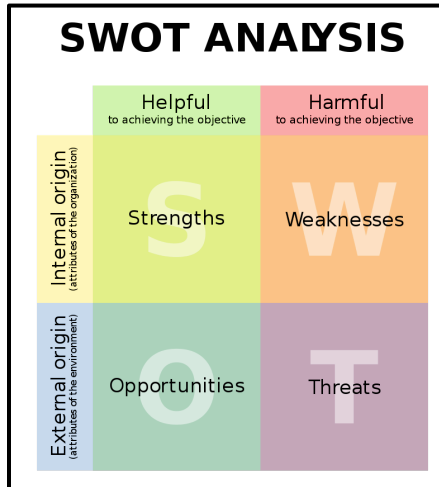 SWOT ANALYSIS
Helpful
to achieving the objective
Harmful
to achieving the objective
Internal origin
(attributes of the organization)
S
Strengths
W
Weaknesses
External origin
(attributes of the environment)
O
Opportunities
T
Threats